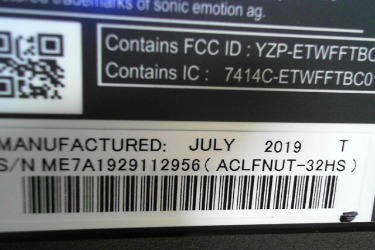 trademarks of sonic emotion ag.
Contains FCC ID : YZP-ETWFFTBC
Contains IC : 7414C-ETWFFTBC0
MANUFACTURED: JULY 2019 T
S/N ME7A1929112956( ACLFNUT-32HS )